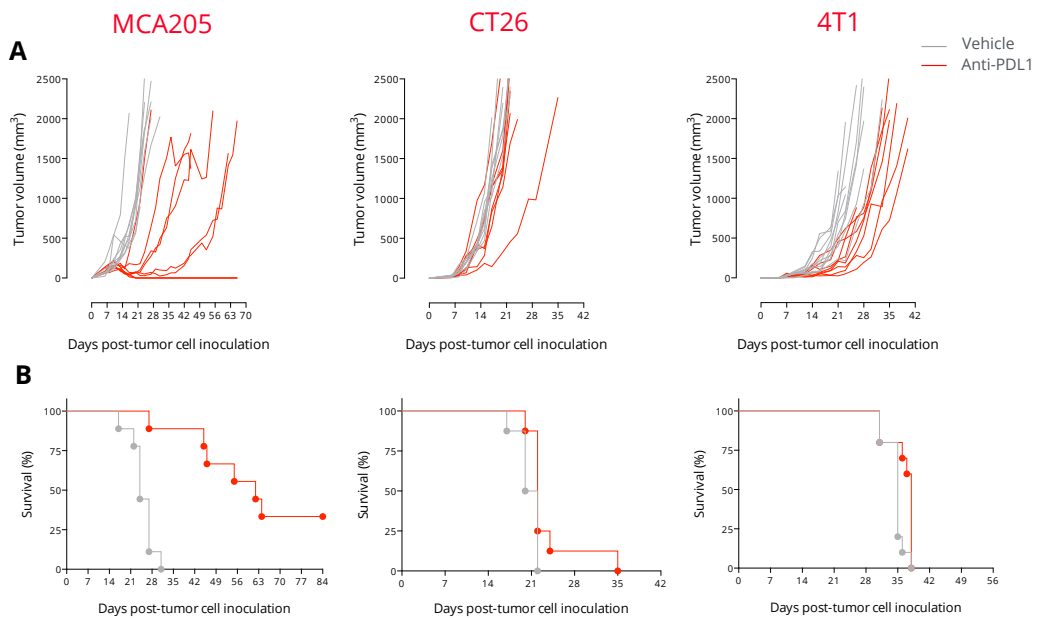 MCA205 CT26 4T1
A
Vehicle
Anti-PDL1
Tumor volume (mm³)
2500
2000
1500
1000
500
0
0 7 14 21 28 35 42 49 56 63 70
Days post-tumor cell inoculation
Tumor volume (mm³)
2500
2000
1500
1000
500
0
0 7 14 21 28 35 42
Days post-tumor cell inoculation
Tumor volume (mm³)
2500
2000
1500
1000
500
0
0 7 14 21 28 35 42
Days post-tumor cell inoculation
B
Survival (%)
100
75
50
25
0
0 7 14 21 28 35 42 49 56 63 70 77 84
Days post-tumor cell inoculation
Survival (%)
100
75
50
25
0
0 7 14 21 28 35 42
Days post-tumor cell inoculation
Survival (%)
100
75
50
25
0
0 7 14 21 28 35 42 49 56
Days post-tumor cell inoculation